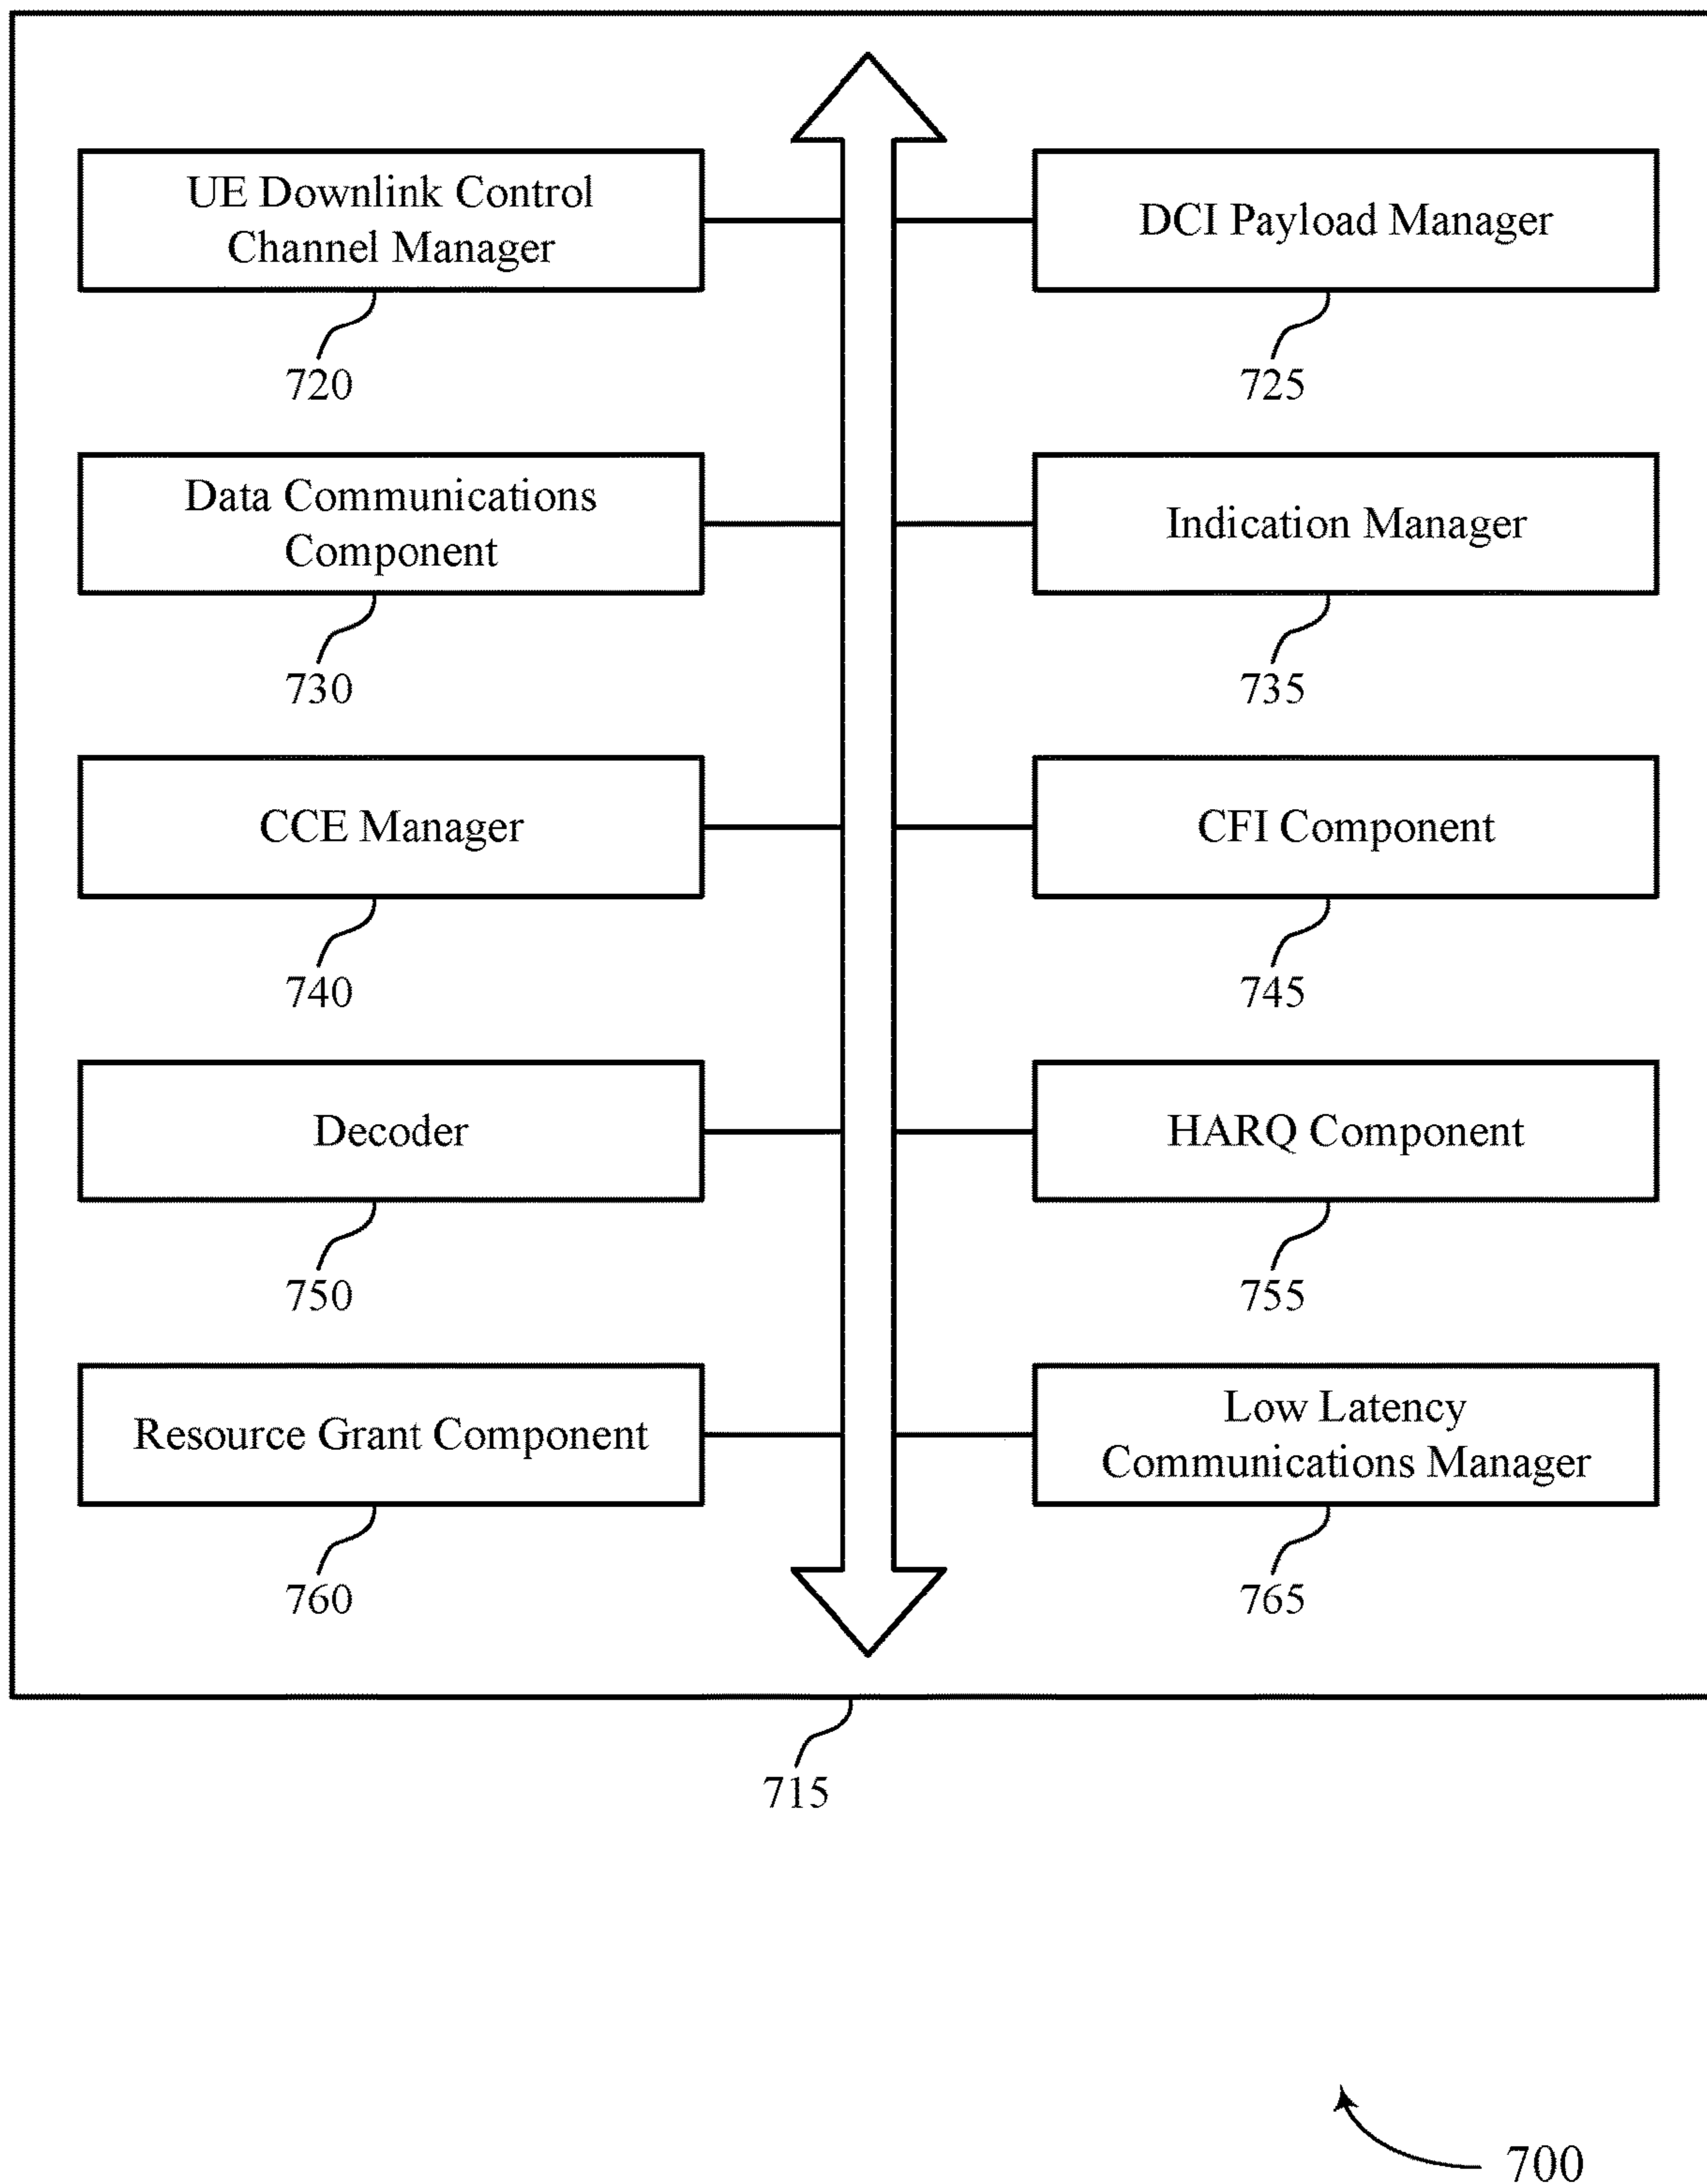 UE Downlink Control
Channel Manager
720
DCI Payload Manager
725
Data Communications
Component
730
Indication Manager
735
CCE Manager
740
CFI Component
745
Decoder
750
HARQ Component
755
Resource Grant Component
760
Low Latency
Communications Manager
765
715
700